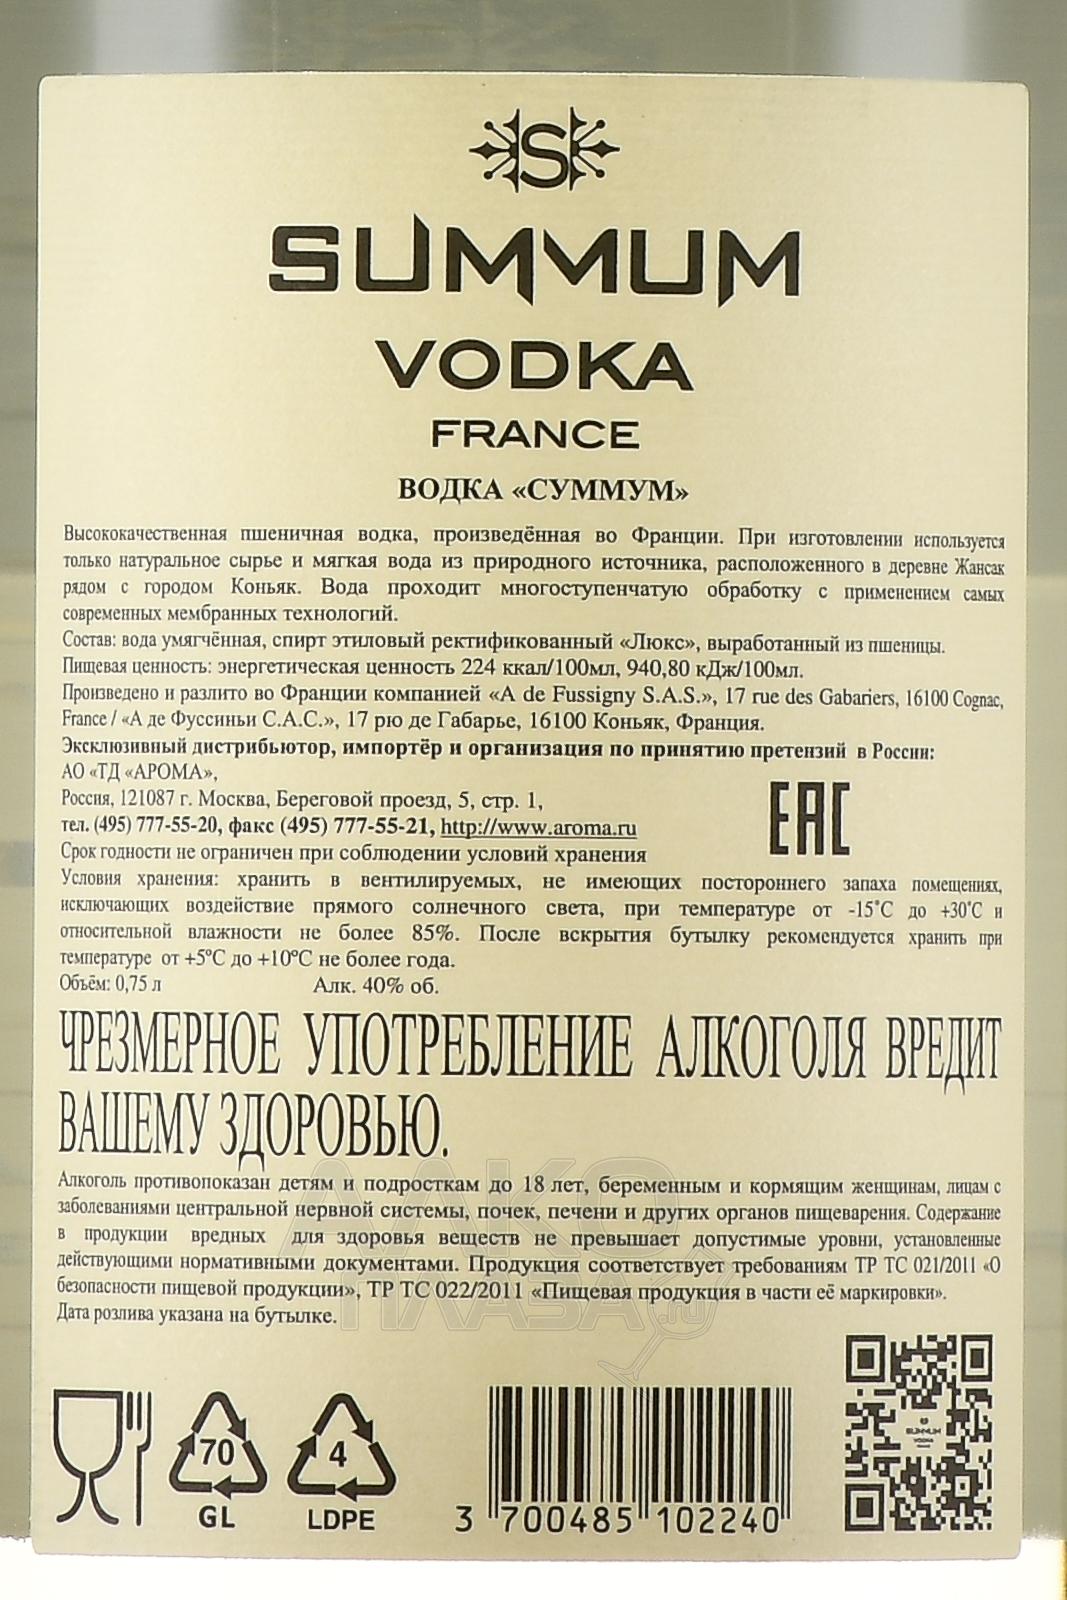 S
SUMMUM
VODKA
FRANCE
ВОДКА «СУММУМ»
Высококачественная пшеничная водка, произведённая во Франции. При изготовлении используется
только натуральное сырье и мягкая вода из природного источника, расположенного в деревне Жансак
рядом с городом Коньяк. Вода проходит многоступенчатую обработку с применением самых
современных мембранных технологий.
Состав: вода умягчённая, спирт этиловый ректификованный «Люкс», выработанный из пшеницы.
Пищевая ценность: энергетическая ценность 224 ккал/100мл, 940,80 кДж/100мл.
Произведено и разлито во Франции компанией «A de Fussigny S.A.S.», 17 rue des Gabariers, 16100 Cognac,
France / «А де Фуссиньи С.А.С.», 17 рю де Габарье, 16100 Коньяк, Франция.
Эксклюзивный дистрибьютор, импортёр и организация по принятию претензий в России:
АО «ТД «АРОМА»,
Россия, 121087 г. Москва, Береговой проезд, 5, стр. 1,
тел. (495) 777-55-20, факс (495) 777-55-21, http://www.aroma.ru
EAC
Срок годности не ограничен при соблюдении условий хранения
Условия хранения: хранить в вентилируемых, не имеющих постороннего запаха помещениях,
исключающих воздействие прямого солнечного света, при температуре от -15˚С до +30˚С и
относительной влажности не более 85%. После вскрытия бутылку рекомендуется хранить при
температуре от +5ºС до +10ºС не более года.
Объём: 0,75 л Алк. 40% об.
ЧРЕЗМЕРНОЕ УПОТРЕБЛЕНИЕ АЛКОГОЛЯ ВРЕДИТ
ВАШЕМУ ЗДОРОВЬЮ.
Алкоголь противопоказан детям и подросткам до 18 лет, беременным и кормящим женщинам, лицам с
заболеваниями центральной нервной системы, почек, печени и других органов пищеварения. Содержание
в продукции вредных для здоровья веществ не превышает допустимые уровни, установленные
действующими нормативными документами. Продукция соответствует требованиям ТР ТС 021/2011 «О
безопасности пищевой продукции», ТР ТС 022/2011 «Пищевая продукция в части её маркировки».
Дата розлива указана на бутылке.
АЛКО
ПЛАЗА.ru
70
GL
4
LDPE
3 700485 102240
SUMMUM
VODKA